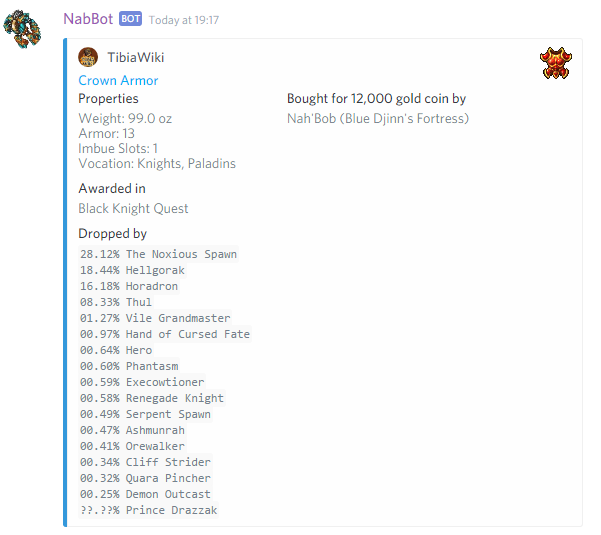 NabBot BOT Today at 19:17
TibiaWiki
Crown Armor
Properties
Weight: 99.0 oz
Armor: 13
Imbue Slots: 1
Vocation: Knights, Paladins
Bought for 12,000 gold coin by
Nah'Bob (Blue Djinn's Fortress)
Awarded in
Black Knight Quest
Dropped by
28.12% The Noxious Spawn
18.44% Hellgorak
16.18% Horadron
08.33% Thul
01.27% Vile Grandmaster
00.97% Hand of Cursed Fate
00.64% Hero
00.60% Phantasm
00.59% Execowtioner
00.58% Renegade Knight
00.49% Serpent Spawn
00.47% Ashmunrah
00.41% Orewalker
00.34% Cliff Strider
00.32% Quara Pincher
00.25% Demon Outcast
??.??% Prince Drazzak